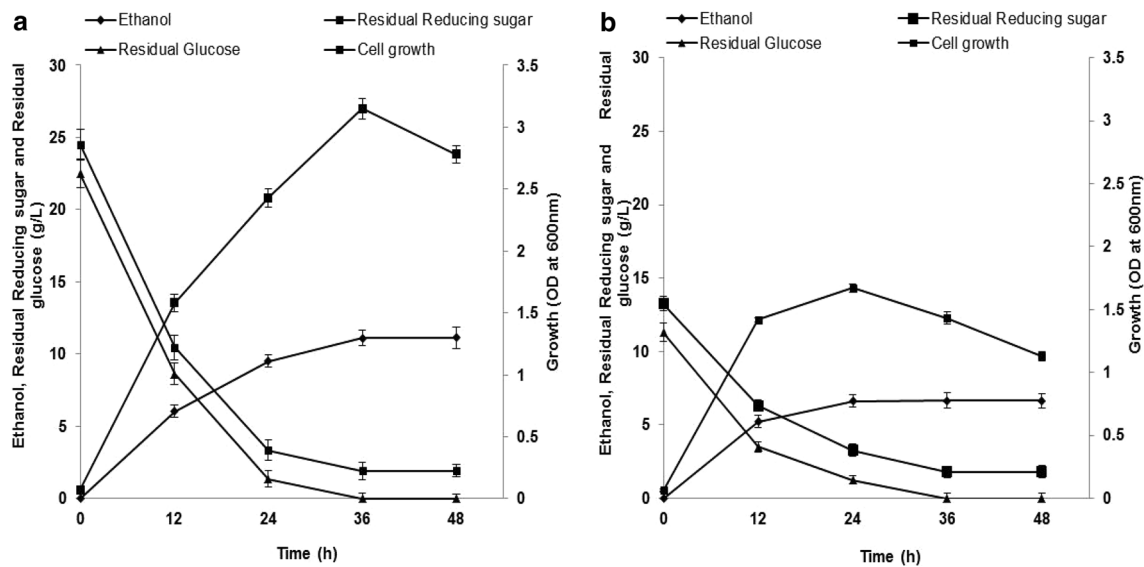 a
Ethanol
Residual Reducing sugar
Residual Glucose
Cell growth
Ethanol, Residual Reducing sugar and Residual
glucose (g/L)
30
25
20
15
10
5
0
3.5
3
2.5
2
1.5
1
0.5
0
Growth (OD at 600nm)
0 12 24 36 48
Time (h)
b
Ethanol
Residual Reducing sugar
Residual Glucose
Cell growth
Ethanol, Residual Reducing sugar and Residual
glucose (g/L)
30
25
20
15
10
5
0
3.5
3
2.5
2
1.5
1
0.5
0
Growth (OD at 600nm)
0 12 24 36 48
Time (h)